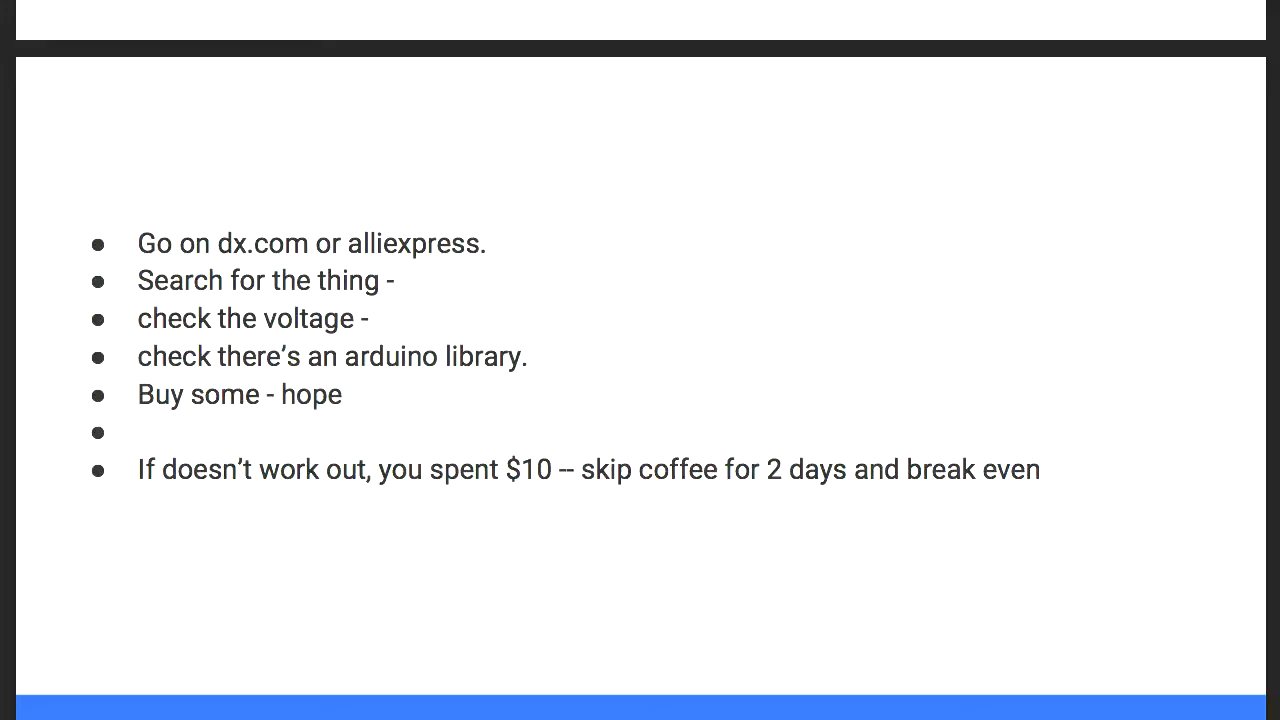 ● Go on dx.com or alliexpress.
● Search for the thing -
● check the voltage -
● check there’s an arduino library.
● Buy some - hope
●
● If doesn’t work out, you spent $10 -- skip coffee for 2 days and break even